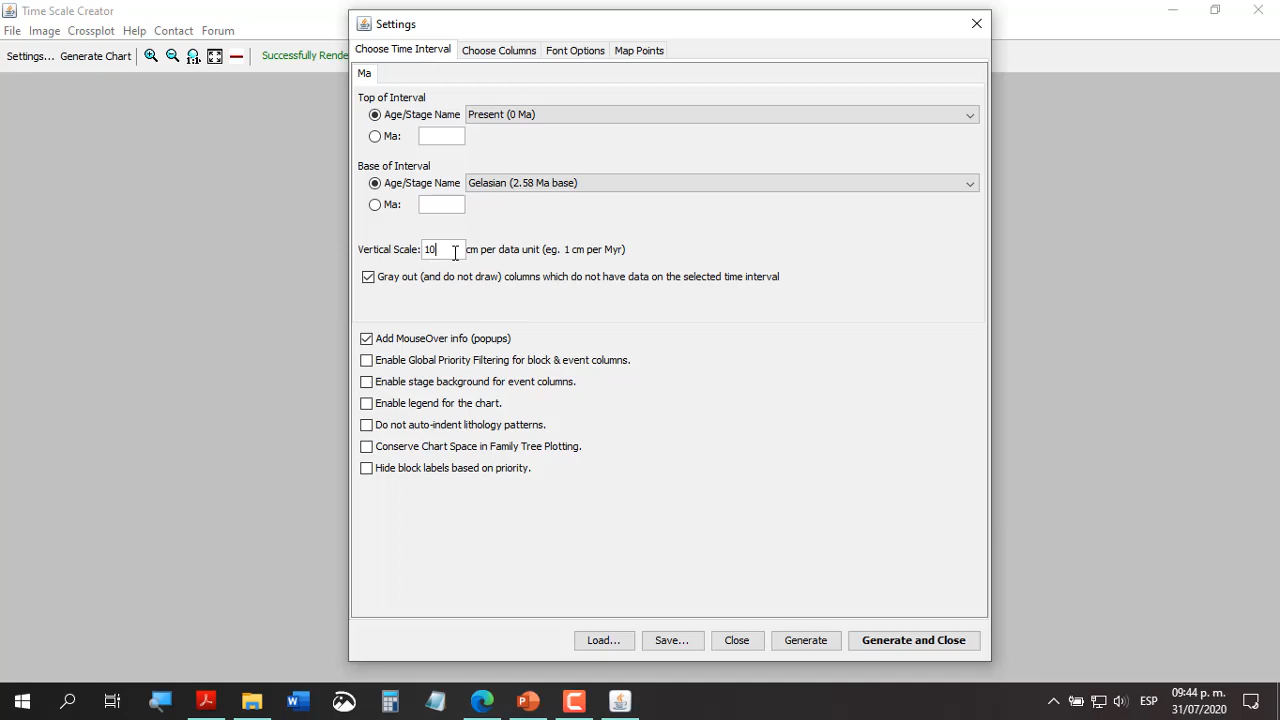 Time Scale Creator
File Image Crossplot Help Contact Forum
Settings... Generate Chart
1:1
Successfully Rende
Settings
Choose Time Interval Choose Columns Font Options Map Points
Ma
Top of Interval
Age/Stage Name Present (0 Ma)
Ma:
Base of Interval
Age/Stage Name Gelasian (2.58 Ma base)
Ma:
Vertical Scale: 10 cm per data unit (eg. 1 cm per Myr)
Gray out (and do not draw) columns which do not have data on the selected time interval
Add MouseOver info (popups)
Enable Global Priority Filtering for block & event columns.
Enable stage background for event columns.
Enable legend for the chart.
Do not auto-indent lithology patterns.
Conserve Chart Space in Family Tree Plotting.
Hide block labels based on priority.
Load... Save... Close Generate Generate and Close
ESP
09:44 p. m.
31/07/2020